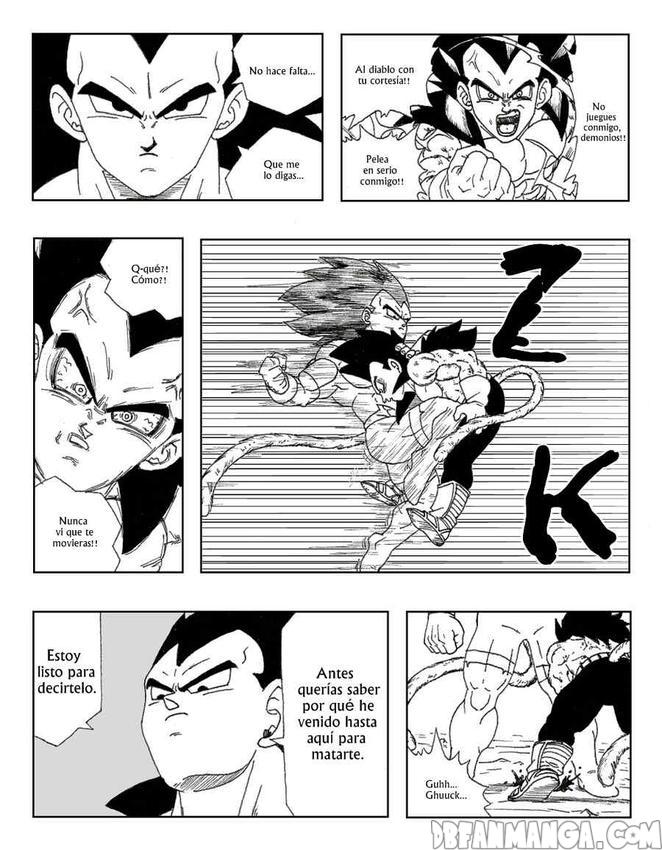 No hace falta...
Que me
lo digas...
Al diablo con
tu cortesía!!
No
juegues
conmigo,
demonios!!
Pelea
en serio
conmigo!!
Q-qué?!
Cómo?!
Nunca
vi que te
movieras!!
Z
K
Estoy
listo para
decirtelo.
Antes
querías saber
por qué he
venido hasta
aquí para
matarte.
Guhh...
Ghuuck...
DBFANMANGA.COM